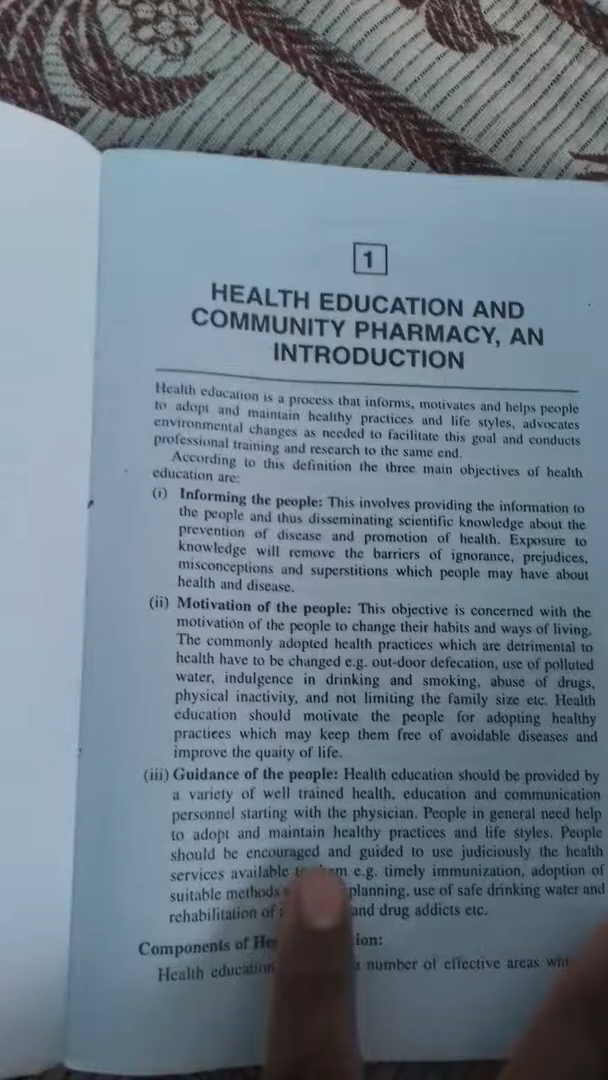 1
HEALTH EDUCATION AND
COMMUNITY PHARMACY, AN
INTRODUCTION
Health education is a process that informs, motivates and helps people
to adopt and maintain healthy practices and life styles, advocates
environmental changes as needed to facilitate this goal and conducts
professional training and research to the same end.
According to this definition the three main objectives of health
education are:
(i) Informing the people: This involves providing the information to
the people and thus disseminating scientific knowledge about the
prevention of disease and promotion of health. Exposure to
knowledge will remove the barriers of ignorance, prejudices,
misconceptions and superstitions which people may have about
health and disease.
(ii) Motivation of the people: This objective is concerned with the
motivation of the people to change their habits and ways of living.
The commonly adopted health practices which are detrimental to
health have to be changed e.g. out-door defecation, use of polluted
water, indulgence in drinking and smoking, abuse of drugs,
physical inactivity, and not limiting the family size etc. Health
education should motivate the people for adopting healthy
practices which may keep them free of avoidable diseases and
improve the quaity of life.
(iii) Guidance of the people: Health education should be provided by
a variety of well trained health, education and communication
personnel starting with the physician. People in general need help
to adopt and maintain healthy practices and life styles. People
should be encouraged and guided to use judiciously the health
services available e.g. timely immunization, adoption of
suitable methods planning, use of safe drinking water and
rehabilitation of and drug addicts etc.
Components of
Health education number of effective areas